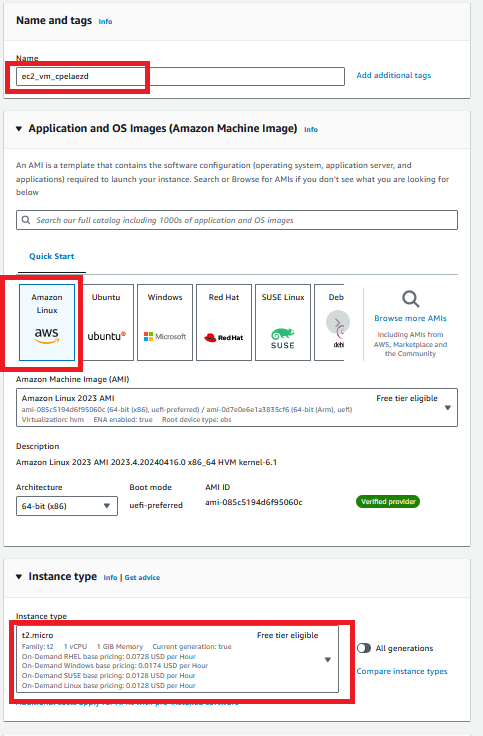 Name and tags Info
Name
ec2_vm_cpelaezd
Add additional tags
Application and OS Images (Amazon Machine Image) Info
An AMI is a template that contains the software configuration (operating system, application server, and
applications) required to launch your instance. Search or Browse for AMIs if you don't see what you are looking for
below
Search our full catalog including 1000s of application and OS images
Quick Start
Amazon
Linux
aws
Ubuntu
ubuntu
Windows
Microsoft
Red Hat
Red Hat
SUSE Linux
SUSE
Deb
debi
Browse more AMIs
Including AMIs from
AWS, Marketplace and
the Community
Amazon Machine Image (AMI)
Amazon Linux 2023 AMI
Free tier eligible
ami-085c5194d6f95060c (64-bit (x86), uefi-preferred) / ami-0d7e0e6e1a3835cf6 (64-bit (Arm), uefi)
Virtualization: hvm ENA enabled: true Root device type: ebs
Description
Amazon Linux 2023 AMI 2023.4.20240416.0 x86_64 HVM kernel-6.1
Architecture
64-bit (x86)
Boot mode
uefi-preferred
AMI ID
ami-085c5194d6f95060c
Verified provider
Instance type Info | Get advice
Instance type
t2.micro
Free tier eligible
Family: t2 1 vCPU 1 GiB Memory Current generation: true
On-Demand RHEL base pricing: 0.0728 USD per Hour
On-Demand Windows base pricing: 0.0174 USD per Hour
On-Demand SUSE base pricing: 0.0128 USD per Hour
On-Demand Linux base pricing: 0.0128 USD per Hour
All generations
Compare instance types